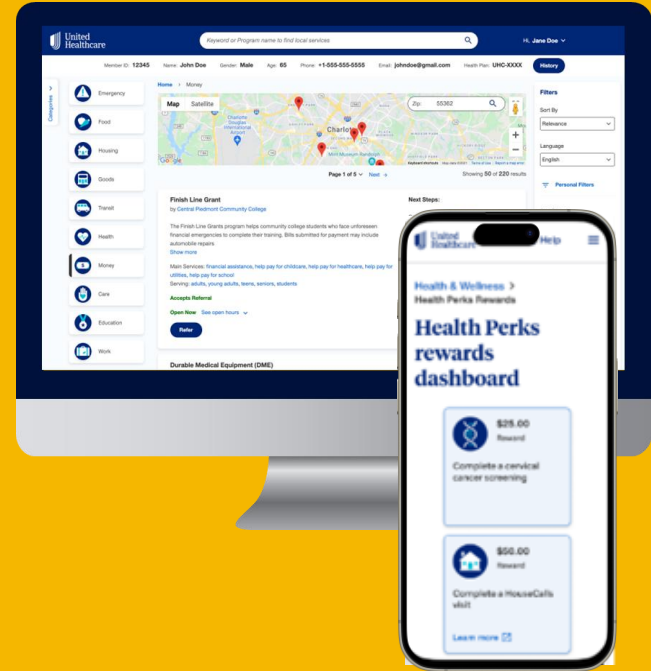 United
Healthcare
Keyword or Program name to find local services
Hi, Jane Doe
Member ID: 12345 Name: John Doe Gender: Male Age: 65 Phone: +1-555-555-5555 Email: johndoe@gmail.com Health Plan: UHC-XXXX History
Categories
Emergency
Food
Housing
Goods
Transit
Health
Money
Care
Education
Work
Home > Money
Map Satellite
Zip: 55362
Charlotte
Douglas
International
Airport
Charlotte
Mint Museum Randolph
Google
Page 1 of 5 Next
Showing 50 of 220 results
Finish Line Grant
by Central Piedmont Community College
The Finish Line Grants program helps community college students who face unforeseen
financial emergencies to complete their training. Bills submitted for payment may include
automobile repairs
Show more
Main Services: financial assistance, help pay for childcare, help pay for healthcare, help pay for
utilities, help pay for school
Serving: adults, young adults, teens, seniors, students
Accepts Referral
Open Now See open hours
Refer
Next Steps:
Durable Medical Equipment (DME)
Filters
Sort By
Relevance
Language
English
Personal Filters
United
Healthcare
Help
Health & Wellness >
Health Perks Rewards
Health Perks
rewards
dashboard
$25.00
Reward
Complete a cervical
cancer screening
$50.00
Reward
Complete a HouseCalls
visit
Learn more